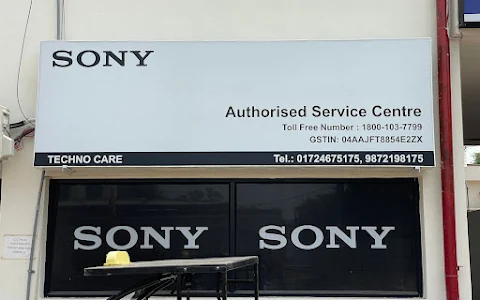 SONY
Authorised Service Centre
Toll Free Number : 1800-103-7799
GSTIN: 04AAJFT8854E2ZX
TECHNO CARE
Tel.: 01724675175, 9872198175
SONY SONY